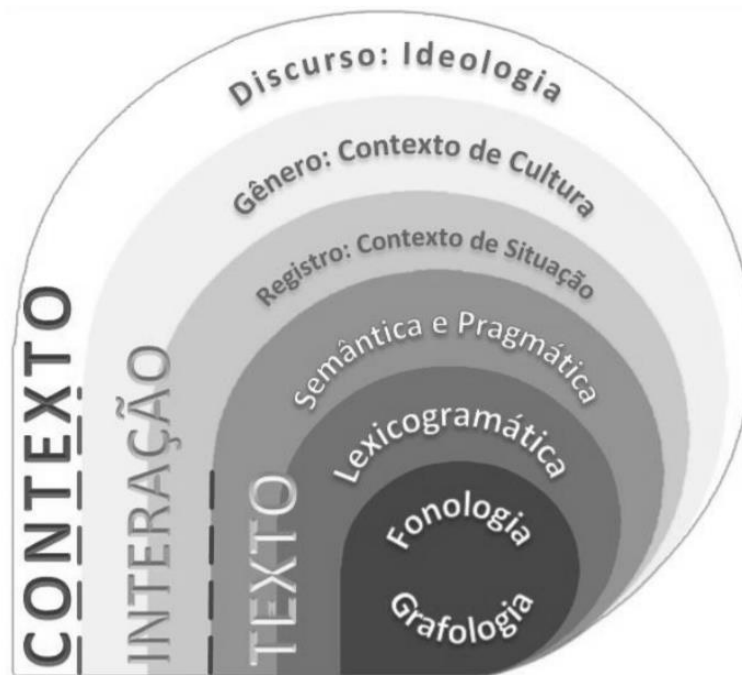 Discurso: Ideologia
Gênero: Contexto de Cultura
Registro: Contexto de Situação
Semântica e Pragmática
Lexicogramática
Fonologia
Grafologia
CONTEXTO
INTERAÇÃO
TEXTO